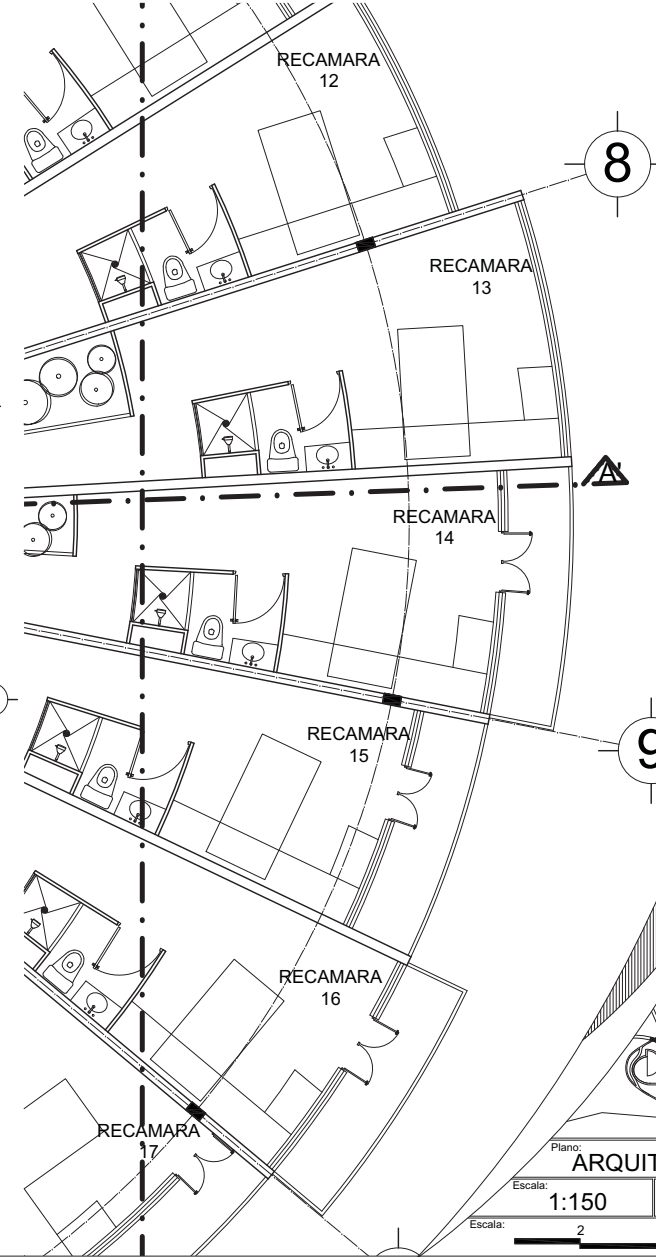 RECAMARA
12
8
RECAMARA
13
A'
RECAMARA
14
RECAMARA
15
9
RECAMARA
16
RECAMARA
17
Plano:
ARQUIT
Escala:
1:150
Escala:
2